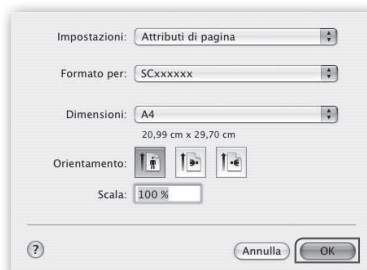 Impostazioni: Attributi di pagina
Formato per: SCxxxxxx
Dimensioni: A4
20,99 cm x 29,70 cm
Orientamento:
Scala: 100 %
? Annulla OK